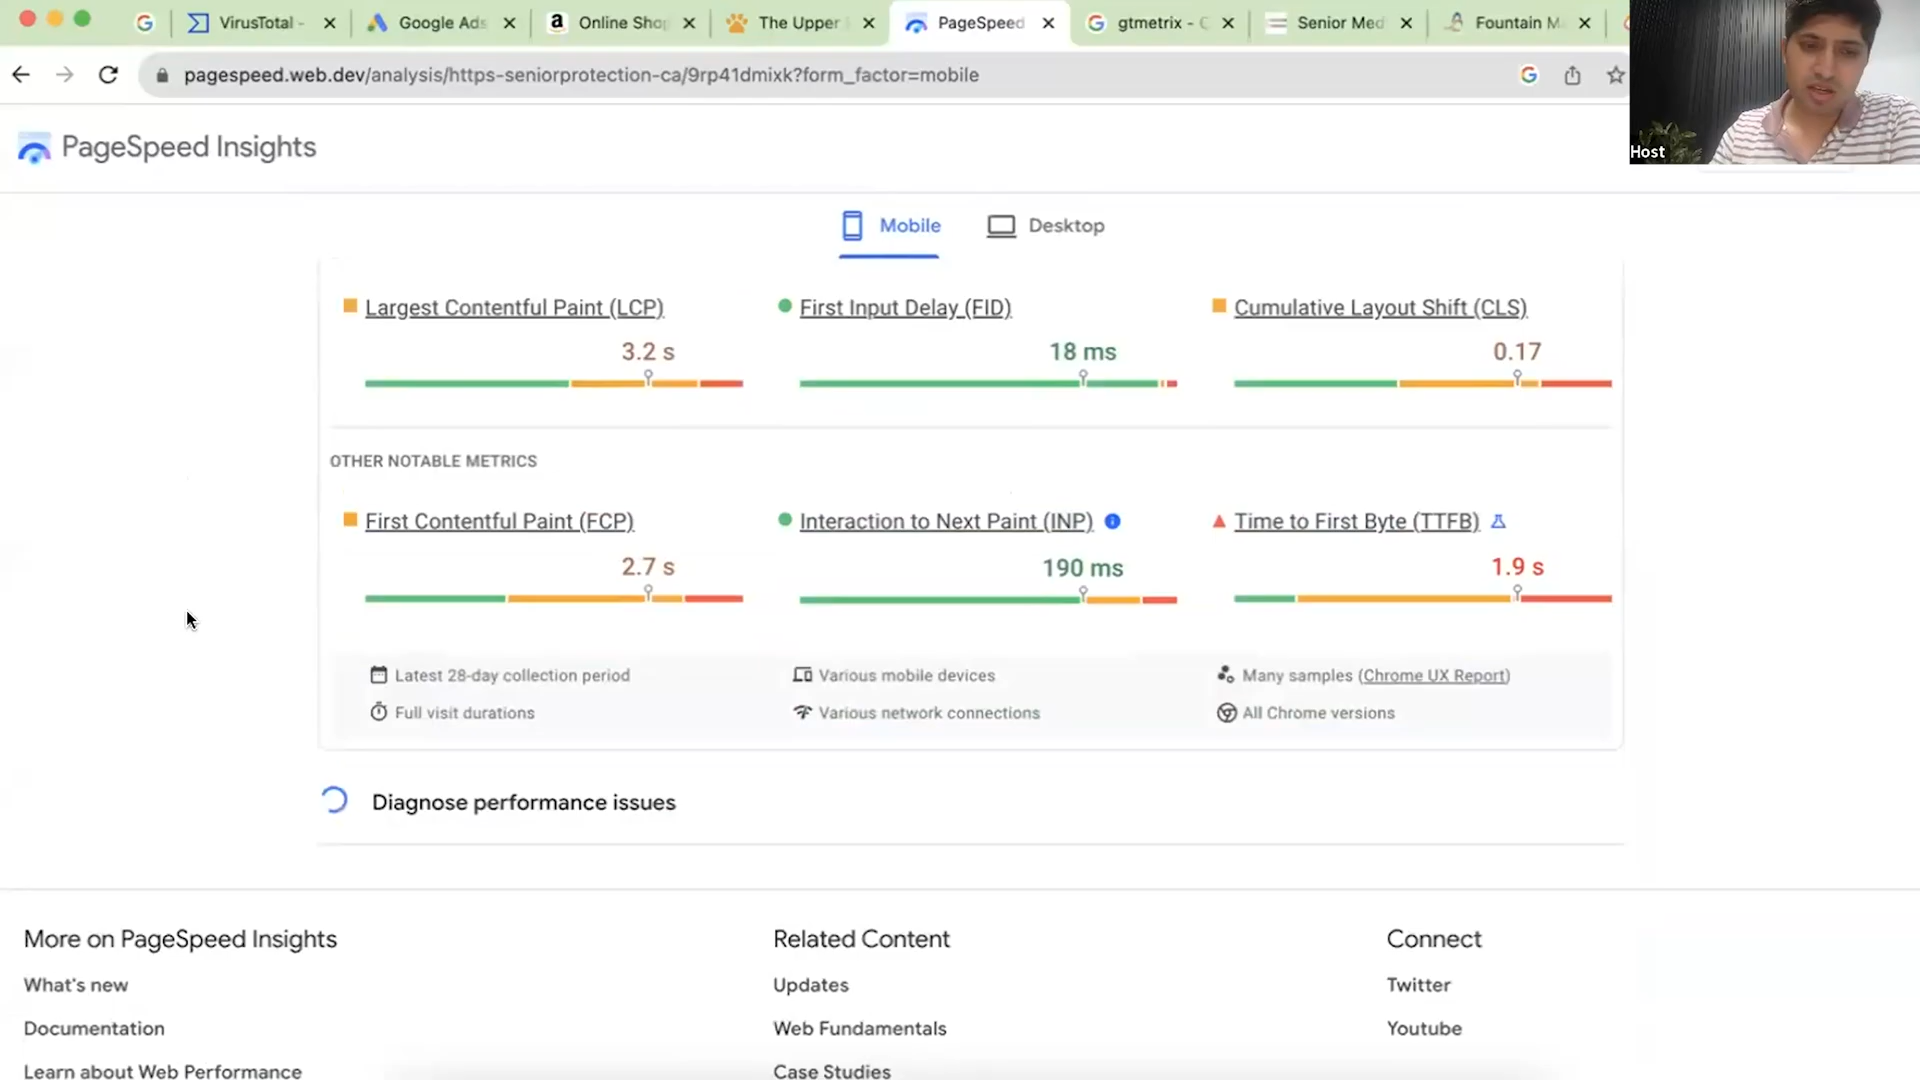 VirusTotal -
Google Ads
Online Shop
The Upper
PageSpeed
gtmetrix -
Senior Med
Fountain M
pagespeed.web.dev/analysis/https-seniorprotection-ca/9rp41dmixk?form_factor=mobile
Host
PageSpeed Insights
Mobile
Desktop
Largest Contentful Paint (LCP)
3.2 s
First Input Delay (FID)
18 ms
Cumulative Layout Shift (CLS)
0.17
OTHER NOTABLE METRICS
First Contentful Paint (FCP)
2.7 s
Interaction to Next Paint (INP)
190 ms
Time to First Byte (TTFB)
1.9 s
Latest 28-day collection period
Various mobile devices
Many samples (Chrome UX Report)
Full visit durations
Various network connections
All Chrome versions
Diagnose performance issues
More on PageSpeed Insights
Related Content
Connect
What's new
Updates
Twitter
Documentation
Web Fundamentals
Youtube
Learn about Web Performance
Case Studies